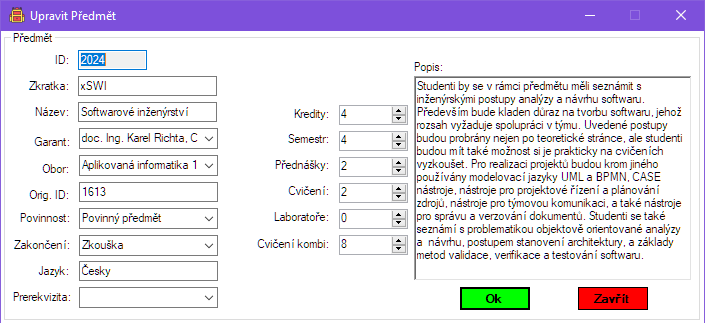 Upravit Předmět
Předmět
ID: 2024
Zkratka: xSWI
Název: Softwarové inženýrství
Garant: doc. Ing. Karel Richta, C
Obor: Aplikovaná informatika 1
Orig. ID: 1613
Povinnost: Povinný předmět
Zakončení: Zkouška
Jazyk: Česky
Prerekvizita:
Kredity: 4
Semestr: 4
Přednášky: 2
Cvičení: 2
Laboratoře: 0
Cvičení kombi: 8
Popis:
Studenti by se v rámci předmětu měli seznámit s
inženýrskými postupy analýzy a návrhu softwaru.
Především bude kladen důraz na tvorbu softwaru, jehož
rozsah vyžaduje spolupráci v týmu. Uvedené postupy
budou probrány nejen po teoretické stránce, ale studenti
budou mít také možnost si je prakticky na cvičeních
vyzkoušet. Pro realizaci projektů budou krom jiného
používány modelovací jazyky UML a BPMN, CASE
nástroje, nástroje pro projektové řízení a plánování
zdrojů, nástroje pro týmovou komunikaci, a také nástroje
pro správu a verzování dokumentů. Studenti se také
seznámí s problematikou objektově orientované analýzy
a návrhu, postupem stanovení architektury, a základy
metod validace, verifikace a testování softwaru.
Ok
Zavřít